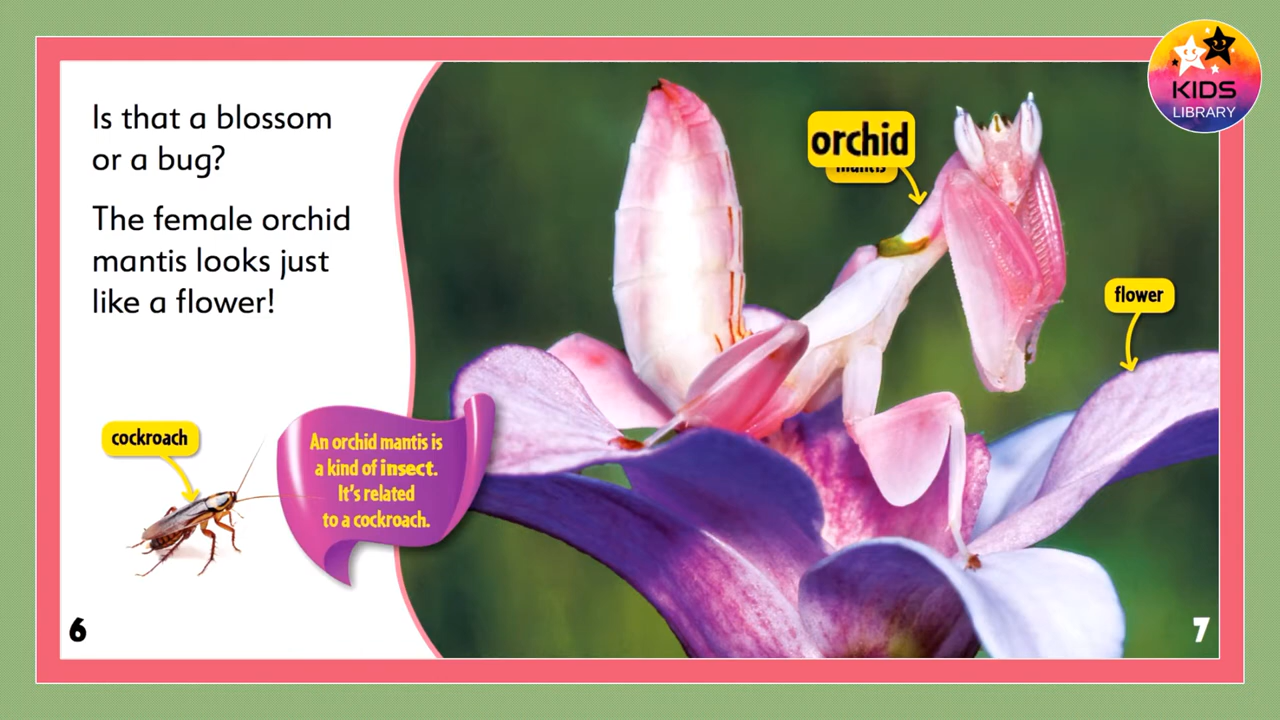 Is that a blossom
or a bug?
The female orchid
mantis looks just
like a flower!
cockroach
An orchid mantis is
a kind of insect.
It's related
to a cockroach.
6
orchid
mantis
flower
7
KIDS
LIBRARY